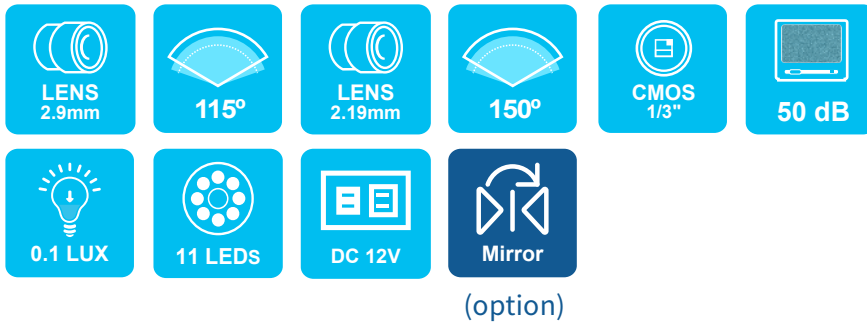 LENS
2.9mm
115º
LENS
2.19mm
150º
CMOS
1/3"
50 dB
0.1 LUX
11 LEDs
DC 12V
Mirror
(option)